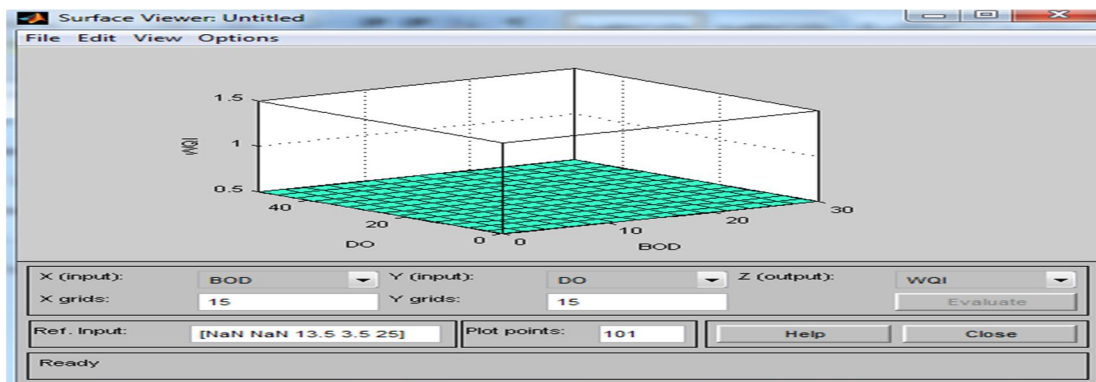 Surface Viewer: Untitled
File Edit View Options
1.5
1
0.5
WQI
40
20
0
DO
0
10
20
30
BOD
X (input): BOD Y (input): DO Z (output): WQI
X grids: 15 Y grids: 15 Evaluate
Ref. Input: [NaN NaN 13.5 3.5 25] Plot points: 101 Help Close
Ready